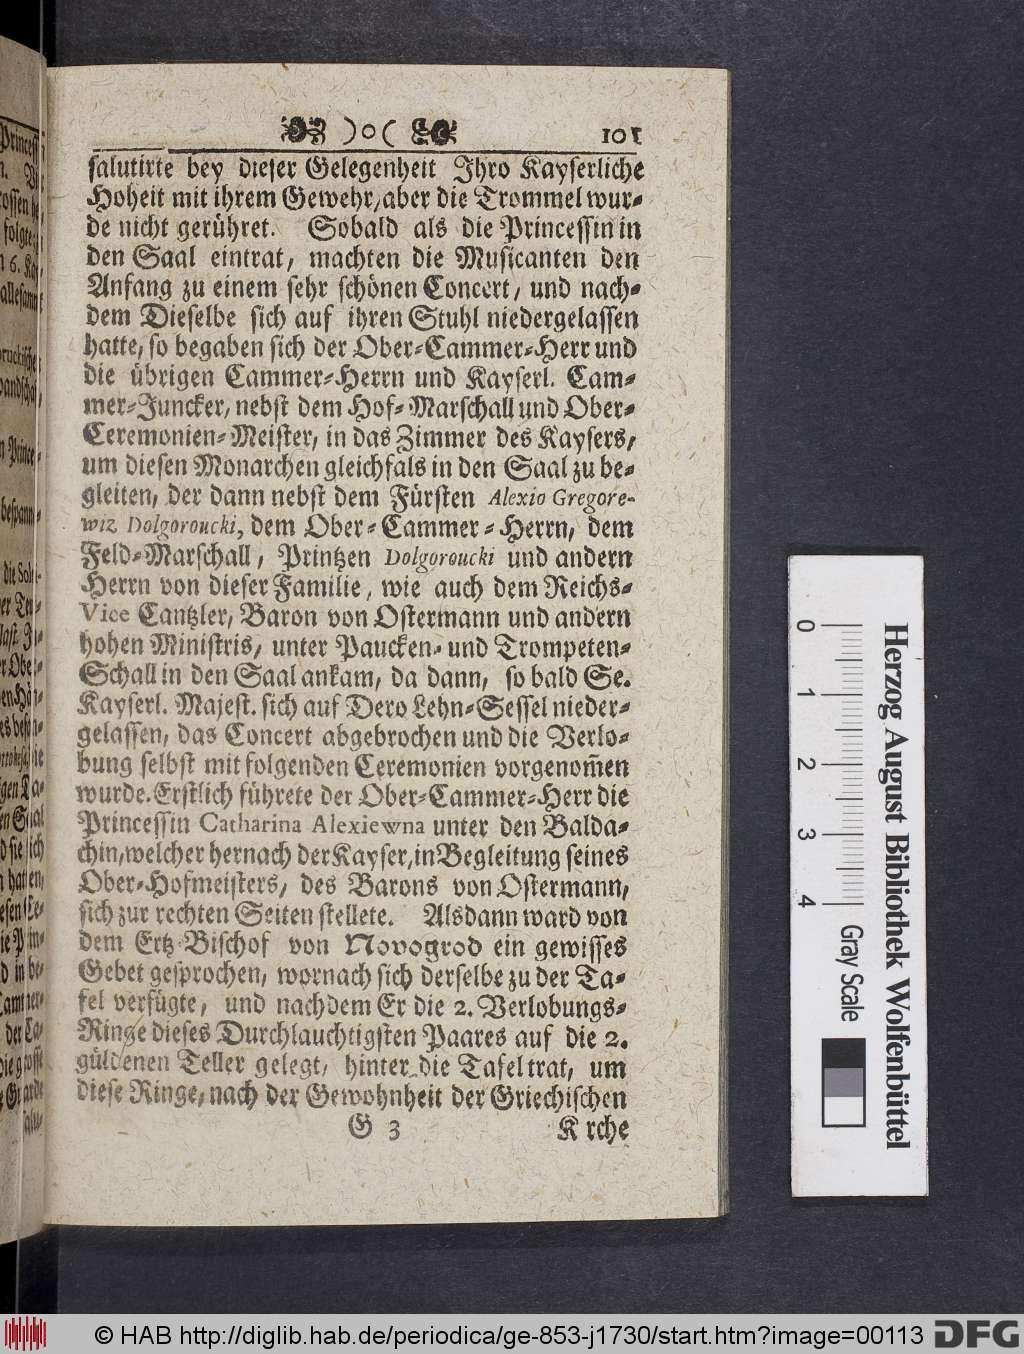 )o( 101
salutirte bey dieser Gelegenheit Ihro Kayserliche
Hoheit mit ihrem Gewehr, aber die Trommel wur-
de nicht gerühret. Sobald als die Princessin in
den Saal eintrat, machten die Musicanten den
Anfang zu einem sehr schönen Concert, und nach-
dem Dieselbe sich auf ihren Stuhl niedergelassen
hatte, so begaben sich der Ober-Cammer-Herr und
die übrigen Cammer-Herrn und Kayserl. Cam-
mer-Juncker, nebst dem Hof-Marschall und Ober-
Ceremonien-Meister, in das Zimmer des Kaysers,
um diesen Monarchen gleichfals in den Saal zu be-
gleiten, der dann nebst dem Fürsten Alexio Gregore-
wiz Dolgoroucki, dem Ober-Cammer-Herrn, dem
Feld-Marschall, Printzen Dolgoroucki und andern
Herrn von dieser Familie, wie auch dem Reichs-
Vice Cantzler, Baron von Ostermann und andern
hohen Ministris, unter Paucken- und Trompeten-
Schall in den Saal ankam, da dann, so bald Se.
Kayserl. Majest. sich auf Dero Lehn-Sessel nieder-
gelassen, das Concert abgebrochen und die Verlo-
bung selbst mit folgenden Ceremonien vorgenom̄en
wurde. Erstlich führete der Ober-Cammer-Herr die
Princessin Catharina Alexiewna unter den Balda-
chin, welcher hernach der Kayser, in Begleitung seines
Ober-Hofmeisters, des Barons von Ostermann,
sich zur rechten Seiten stellete. Alsdann ward von
dem Ertz-Bischof von Novogrod ein gewisses
Gebet gesprochen, wornach sich derselbe zu der Ta-
fel verfügte, und nachdem Er die 2. Verlobungs-
Ringe dieses Durchlauchtigsten Paares auf die 2.
güldenen Teller gelegt, hinter die Tafel trat, um
diese Ringe, nach der Gewohnheit der Griechischen
G 3 K rche
Herzog August Bibliothek Wolfenbüttel
0 1 2 3 4 Gray Scale
© HAB http://diglib.hab.de/periodica/ge-853-j1730/start.htm?image=00113 DFG